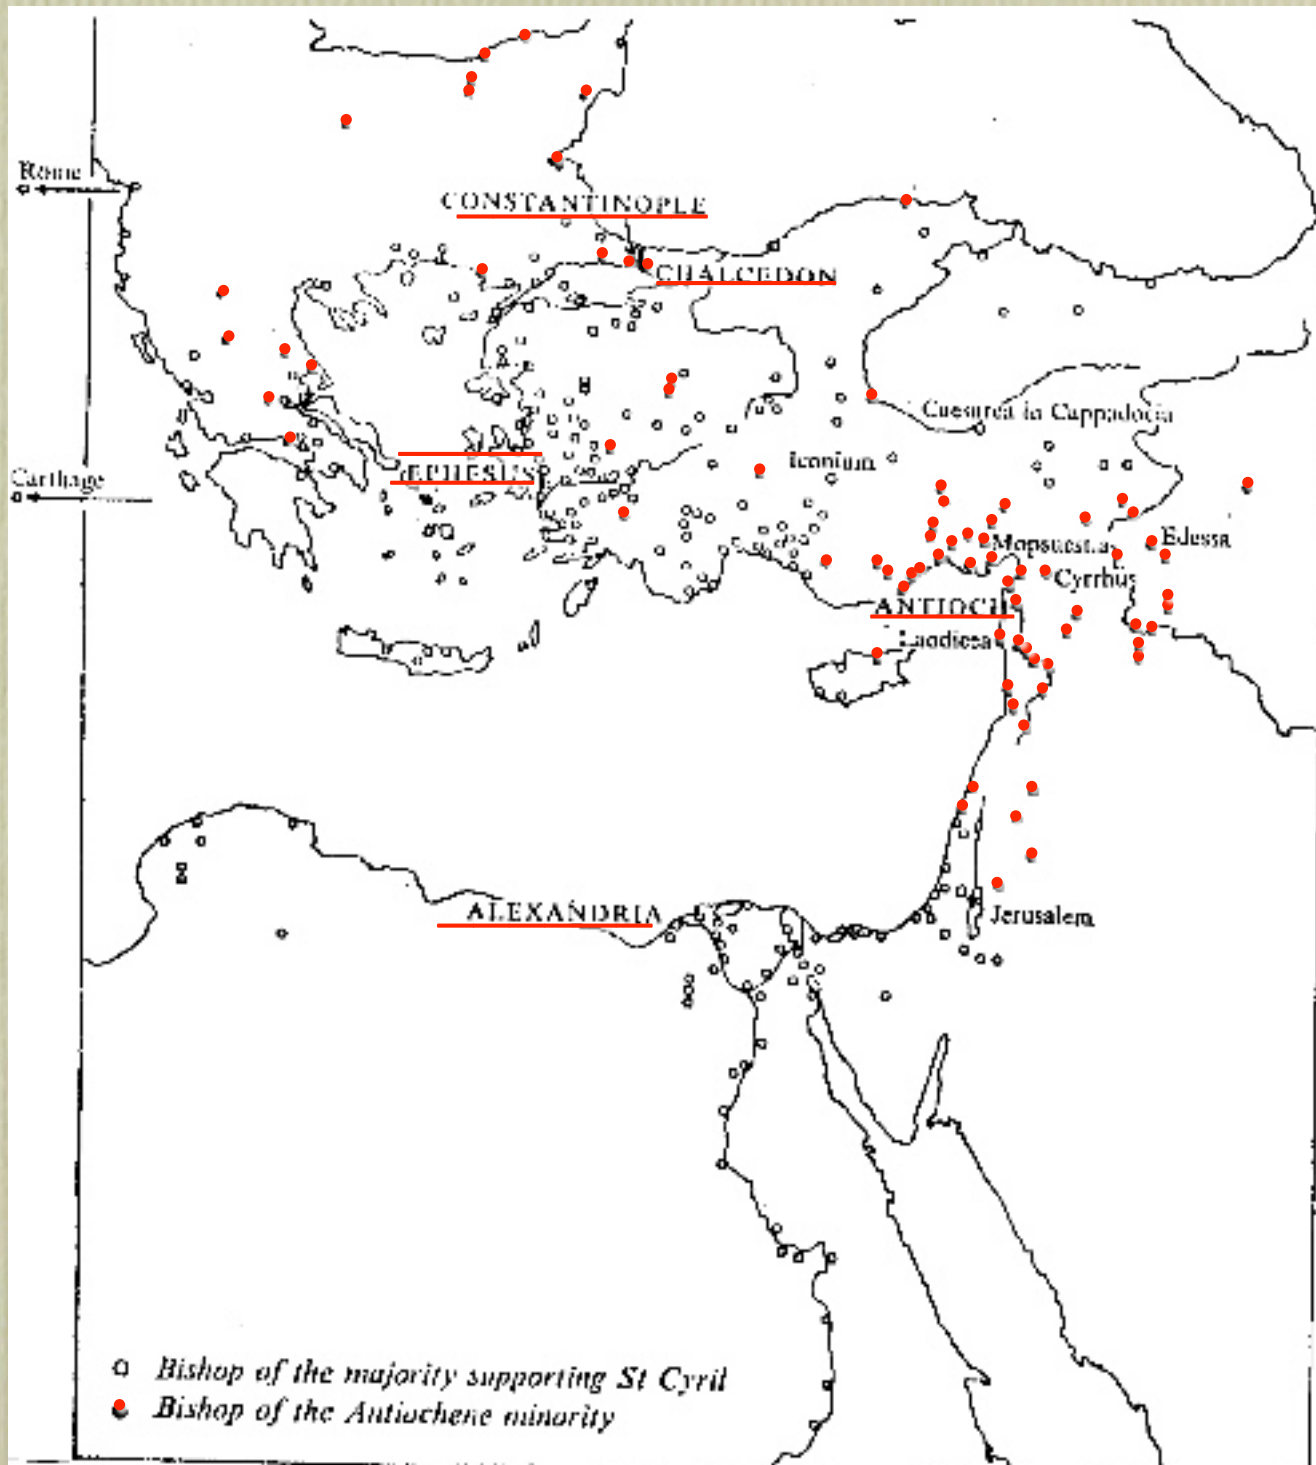 Rome
CONSTANTINOPLE
CHALCEDON
Caesarea in Cappadocia
EPHESUS
Iconium
Carthage
Mopsuestia
Edessa
Cyrrhus
ANTIOCH
Laodicea
ALEXANDRIA
Jerusalem
Bishop of the majority supporting St Cyril
Bishop of the Antiochene minority